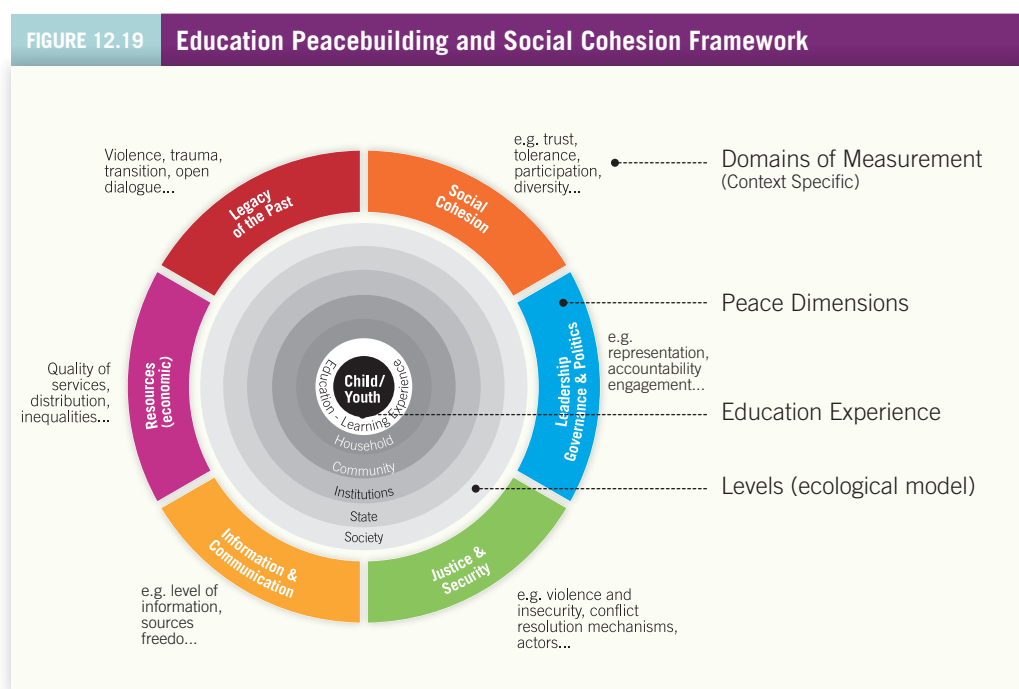 FIGURE 12.19
Education Peacebuilding and Social Cohesion Framework
Violence, trauma,
transition, open
dialogue...
e.g. trust,
tolerance,
participation,
diversity...
Domains of Measurement
(Context Specific)
Legacy
of the Past
Social
Cohesion
Peace Dimensions
Quality of
services,
distribution,
inequalities...
Resources
(economic)
Child/
Youth
Education - Learning Experience
Leadership
Governance & Politics
e.g.
representation,
accountability
engagement...
Education Experience
Household
Community
Institutions
State
Society
Levels (ecological model)
Information &
Communication
Justice &
Security
e.g. level of
information,
sources
freedo...
e.g. violence and
insecurity, conflict
resolution mechanisms,
actors...